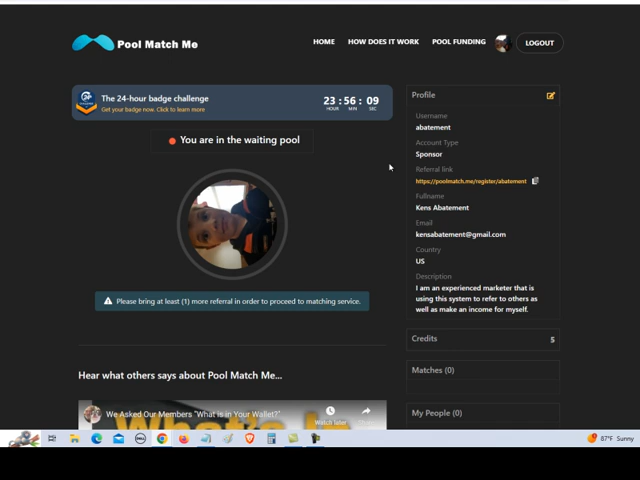 Pool Match Me
HOME
HOW DOES IT WORK
POOL FUNDING
LOGOUT
The 24-hour badge challenge
Get your badge now. Click to learn more
23 : 56 : 09
HOUR MIN SEC
You are in the waiting pool
Please bring at least (1) more referral in order to proceed to matching service.
Hear what others says about Pool Match Me...
We Asked Our Members "What is in Your Wallet?"
Watch later
What's In
Profile
Username
abatement
Account Type
Sponsor
Referral link
https://poolmatch.me/register/abatement
Fullname
Kens Abatement
Email
kensabatement@gmail.com
Country
US
Description
I am an experienced marketer that is
using this system to refer to others as
well as make an income for myself.
Credits 5
Matches (0)
My People (0)
DELL
87°F Sunny